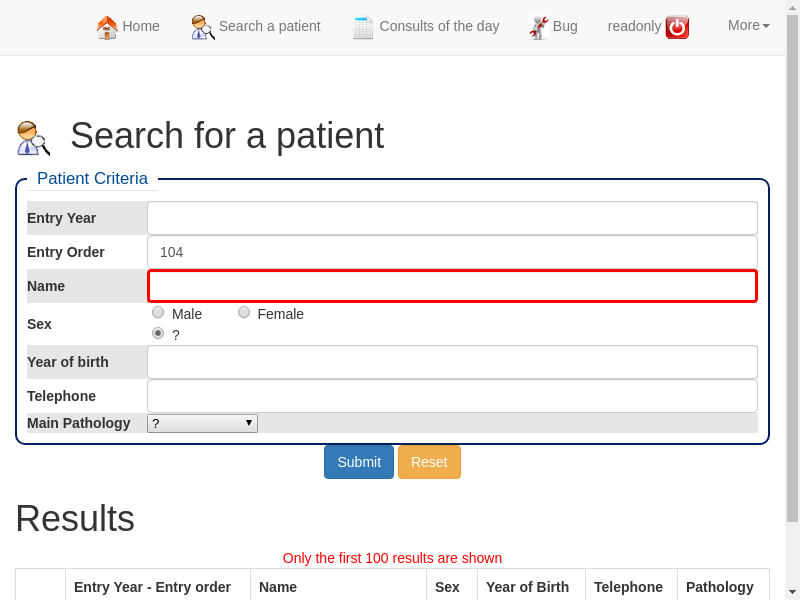 Home Search a patient Consults of the day Bug readonly More
Search for a patient
Patient Criteria
Entry Year
Entry Order 104
Name
Sex Male Female
?
Year of birth
Telephone
Main Pathology ?
Submit Reset
Results
Only the first 100 results are shown
Entry Year - Entry order Name Sex Year of Birth Telephone Pathology